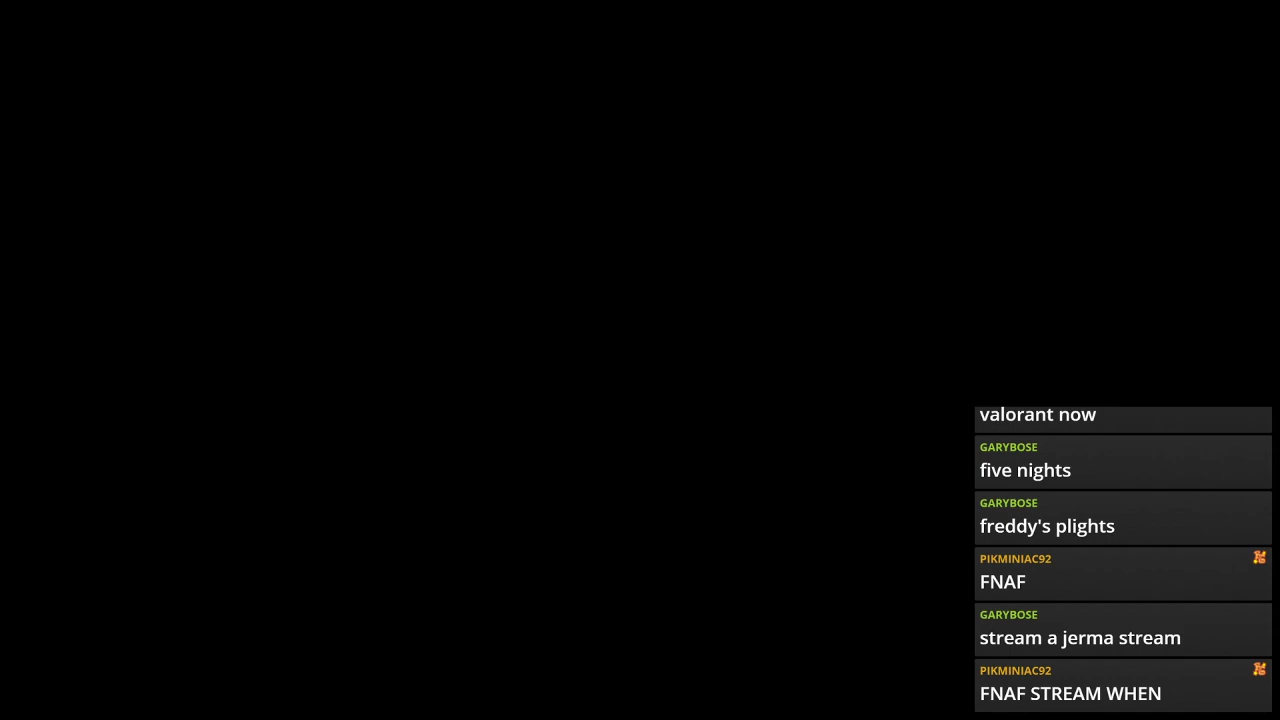 valorant now
GARYBOSE
five nights
GARYBOSE
freddy's plights
PIKMINIAC92
FNAF
GARYBOSE
stream a jerma stream
PIKMINIAC92
FNAF STREAM WHEN